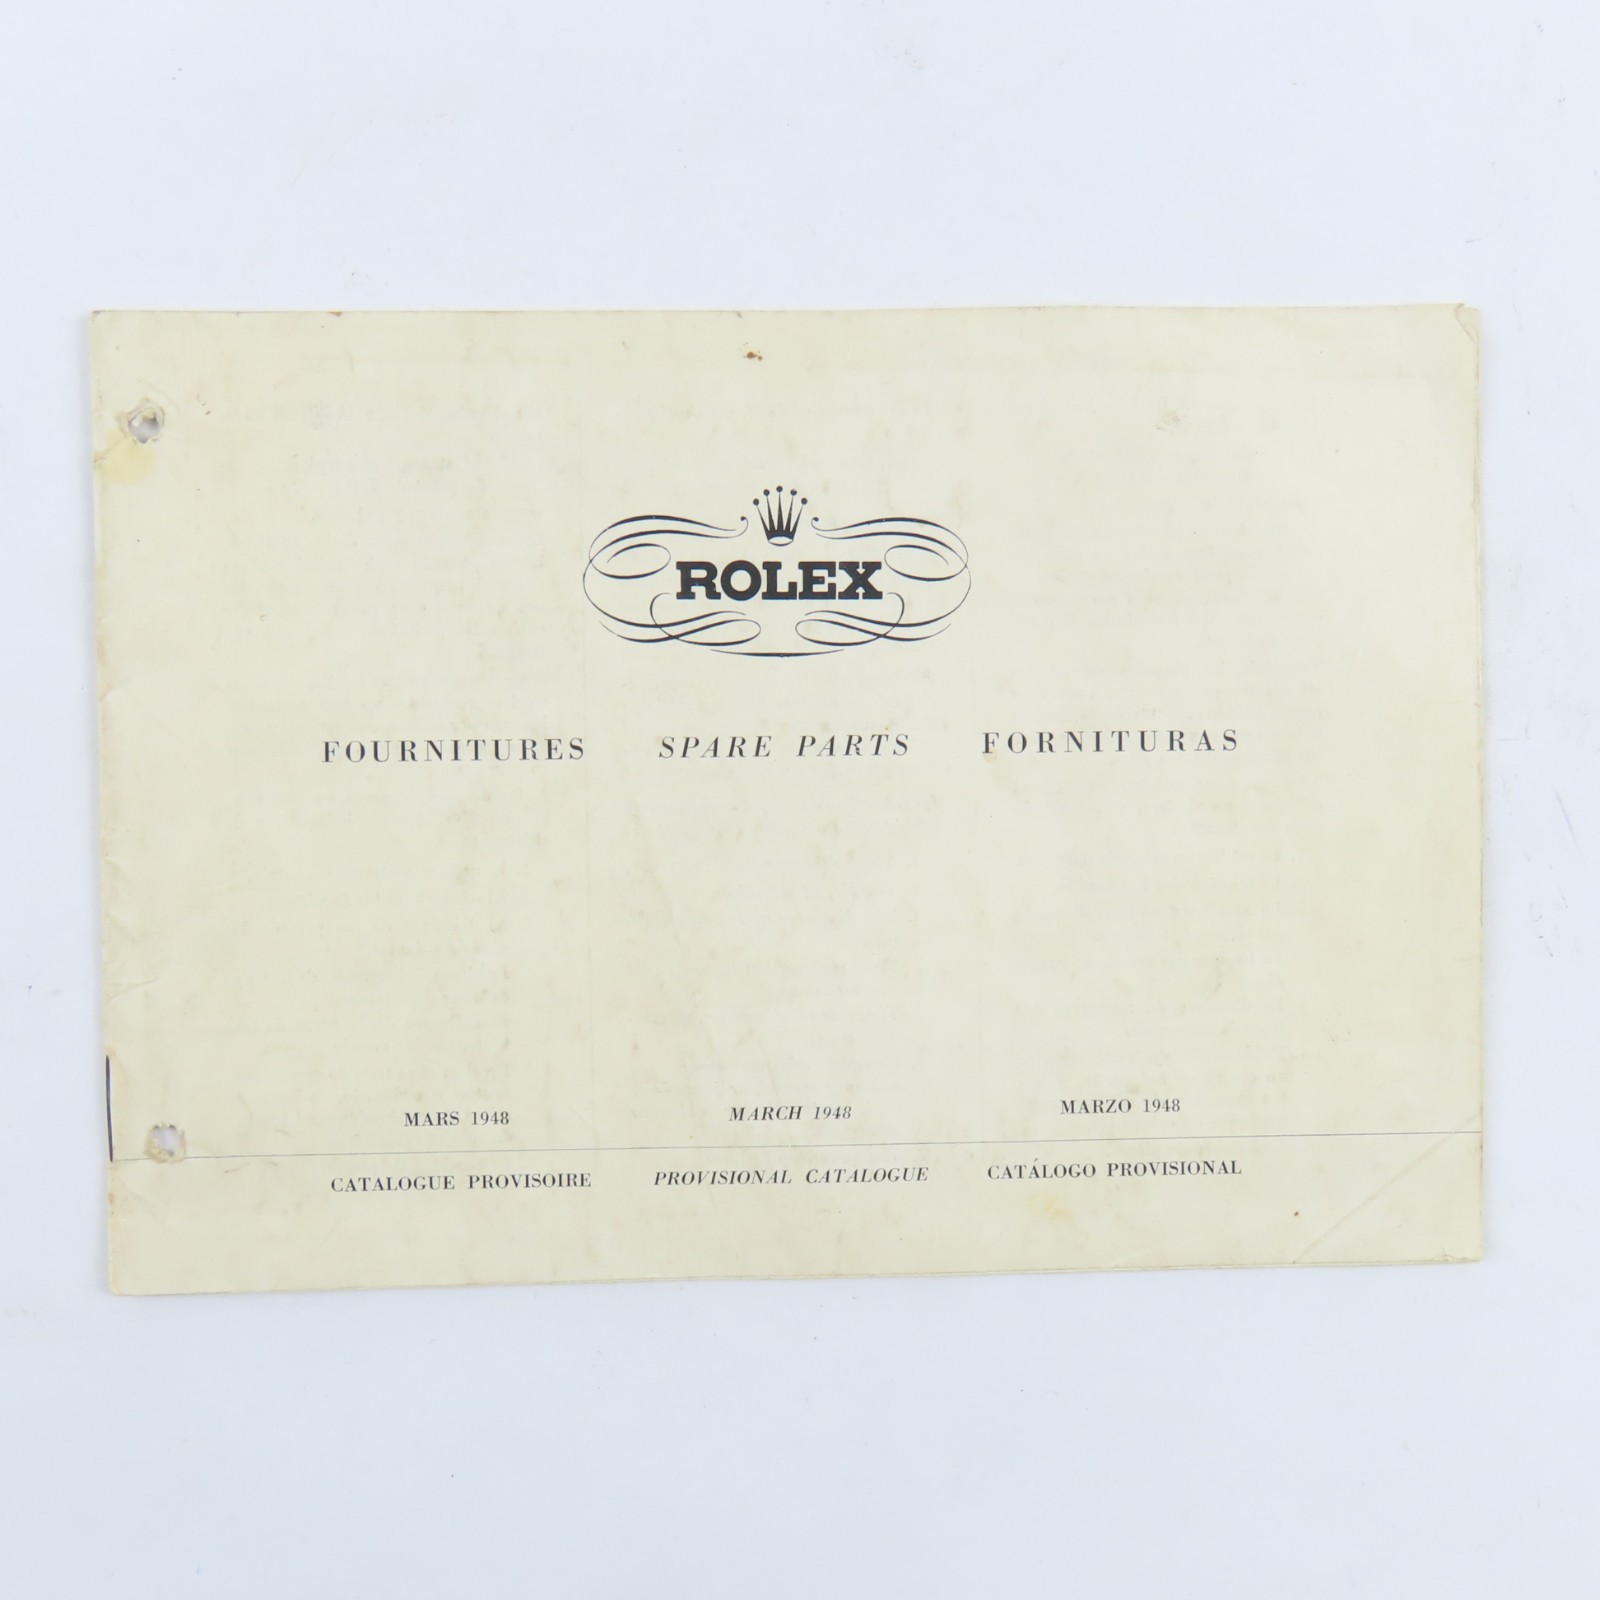 ROLEX
FOURNITURES SPARE PARTS FORNITURAS
MARS 1948 MARCH 1948 MARZO 1948
CATALOGUE PROVISOIRE PROVISIONAL CATALOGUE CATÁLOGO PROVISIONAL